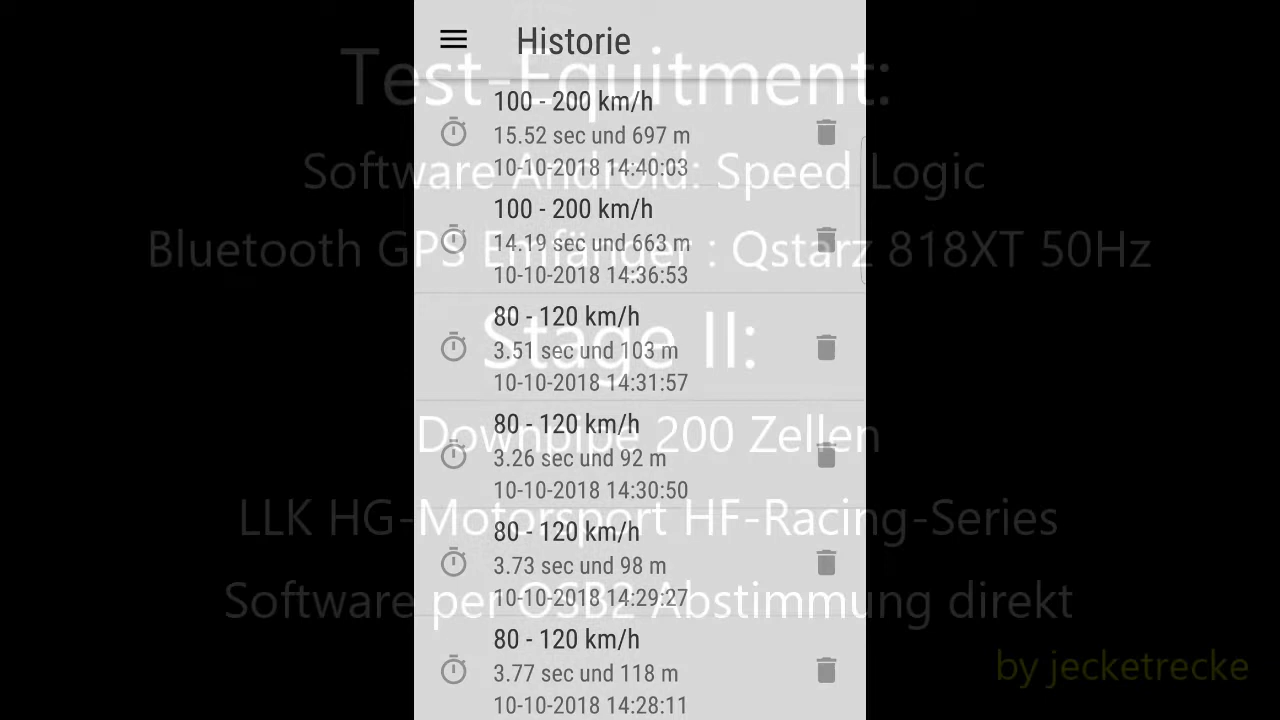 Historie
100 - 200 km/h
15.52 sec und 697 m
10-10-2018 14:40:03
100 - 200 km/h
14.19 sec und 663 m
10-10-2018 14:36:53
80 - 120 km/h
3.51 sec und 103 m
10-10-2018 14:31:57
80 - 120 km/h
3.26 sec und 92 m
10-10-2018 14:30:50
80 - 120 km/h
3.73 sec und 98 m
10-10-2018 14:29:27
80 - 120 km/h
3.77 sec und 118 m
10-10-2018 14:28:11
Test-Equitment:
Software Android: Speed Logic
Bluetooth GPS Emfänger : Qstarz 818XT 50Hz
Stage II:
Downpipe 200 Zellen
LLK HG-Motorsport HF-Racing-Series
Software per OSB2 Abstimmung direkt
by jecketrecke